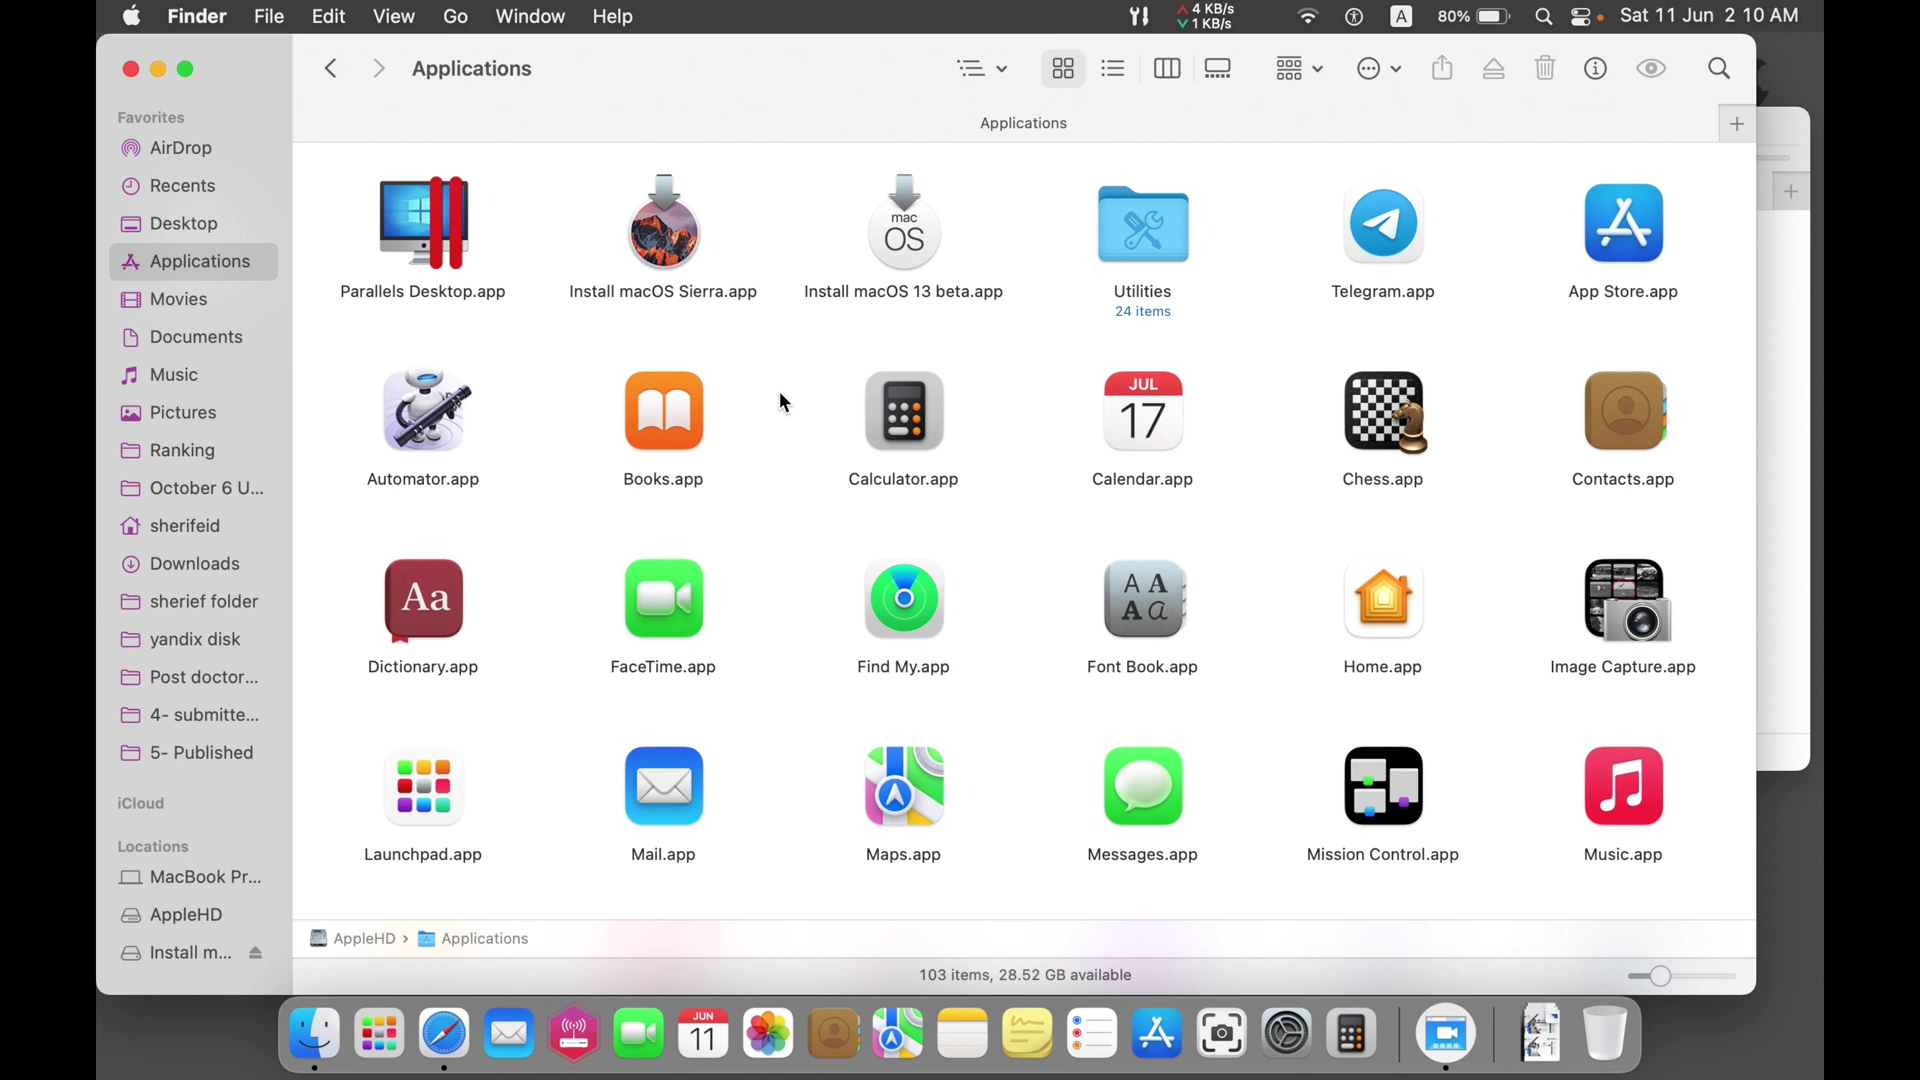 Finder File Edit View Go Window Help 4 KB/s 1 KB/s A 80% Sat 11 Jun 2 10 AM
Applications
Applications
Favorites
AirDrop
Recents
Desktop
Applications
Movies
Documents
Music
Pictures
Ranking
October 6 U...
sherifeid
Downloads
sherief folder
yandix disk
Post doctor...
4- submitte...
5- Published
iCloud
Locations
MacBook Pr...
AppleHD
Install m...
mac
OS
Parallels Desktop.app Install macOS Sierra.app Install macOS 13 beta.app Utilities Telegram.app App Store.app
24 items
JUL
17
Automator.app Books.app Calculator.app Calendar.app Chess.app Contacts.app
Aa
A A
A a
Dictionary.app FaceTime.app Find My.app Font Book.app Home.app Image Capture.app
Launchpad.app Mail.app Maps.app Messages.app Mission Control.app Music.app
AppleHD › Applications
103 items, 28.52 GB available
JUN
11